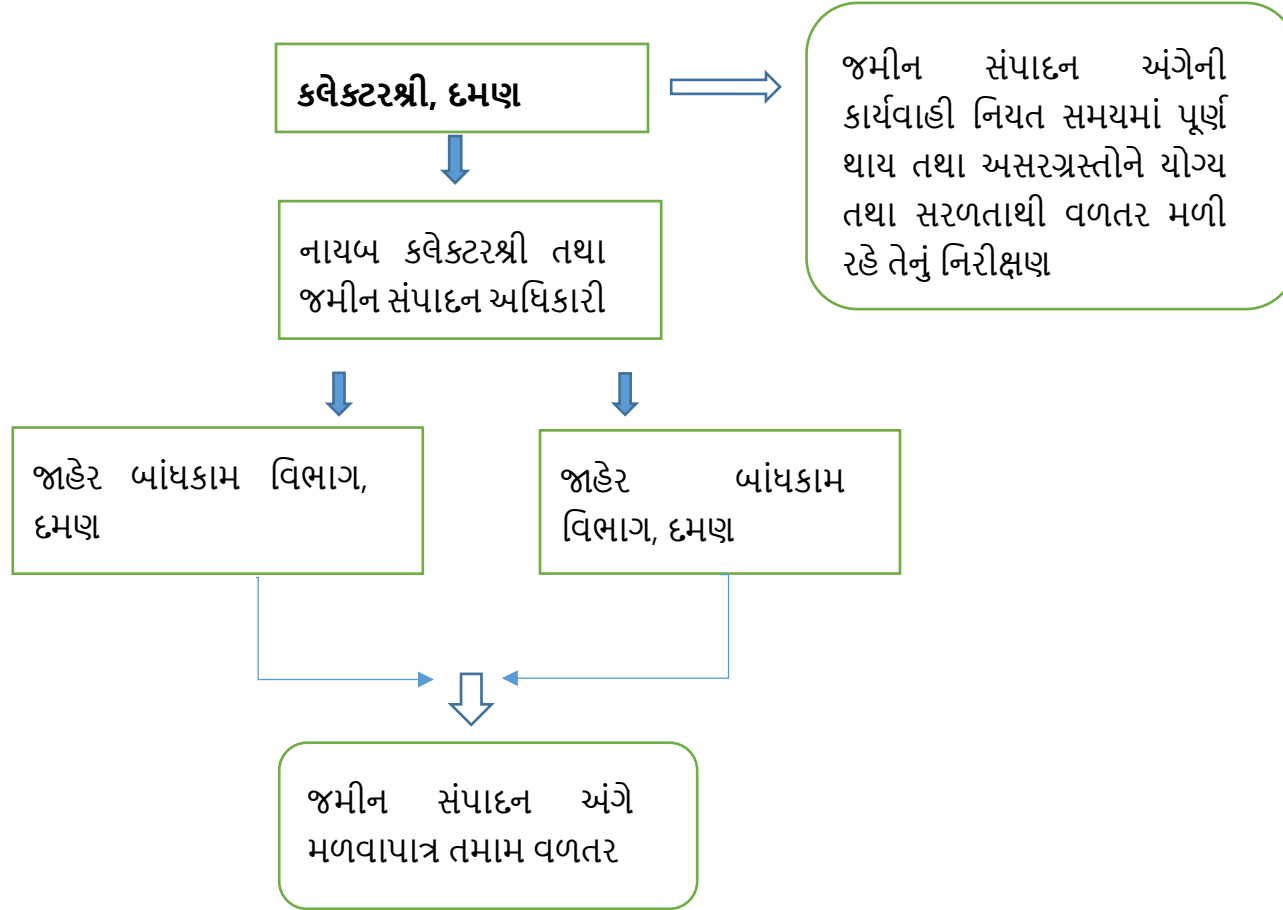 કલેક્ટરશ્રી, દમણ
જમીન સંપાદન અંગેની
કાર્યવાહી નિયત સમયમાં પૂર્ણ
થાય તથા અસરગ્રસ્તોને યોગ્ય
તથા સરળતાથી વળતર મળી
રહે તેનું નિરીક્ષણ
નાયબ કલેક્ટરશ્રી તથા
જમીન સંપાદન અધિકારી
જાહેર બાંધકામ વિભાગ,
દમણ
જાહેર બાંધકામ
વિભાગ, દમણ
જમીન સંપાદન અંગે
મળવાપાત્ર તમામ વળતર